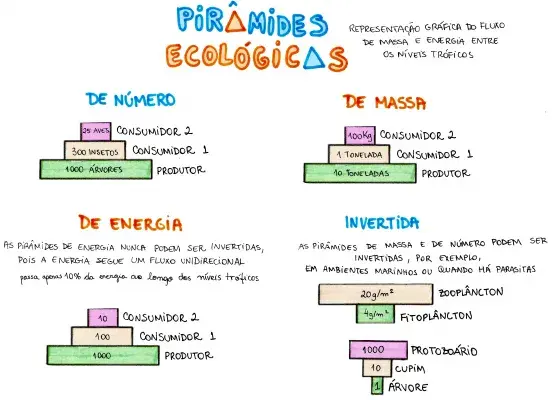 PIRÂMIDES
ECOLÓGICAS
REPRESENTAÇÃO GRÁFICA DO FLUXO
DE MASSA E ENERGIA ENTRE
OS NÍVEIS TRÓFICOS
DE NÚMERO
25 AVES CONSUMIDOR 2
300 INSETOS CONSUMIDOR 1
1000 ÁRVORES PRODUTOR
DE MASSA
100Kg CONSUMIDOR 2
1 TONELADA CONSUMIDOR 1
10 TONELADAS PRODUTOR
DE ENERGIA
AS PIRÂMIDES DE ENERGIA NUNCA PODEM SER INVERTIDAS,
POIS A ENERGIA SEGUE UM FLUXO UNIDIRECIONAL
passa apenas 10% da energia ao longo dos níveis tróficos
10 CONSUMIDOR 2
100 CONSUMIDOR 1
1000 PRODUTOR
INVERTIDA
AS PIRÂMIDES DE MASSA E DE NÚMERO PODEM SER
INVERTIDAS, POR EXEMPLO,
EM AMBIENTES MARINHOS OU QUANDO HÁ PARASITAS
20g/m² ZOOPLÂNCTON
4g/m² FITOPLÂNCTON
1000 PROTOZOÁRIO
10 CUPIM
1 ÁRVORE